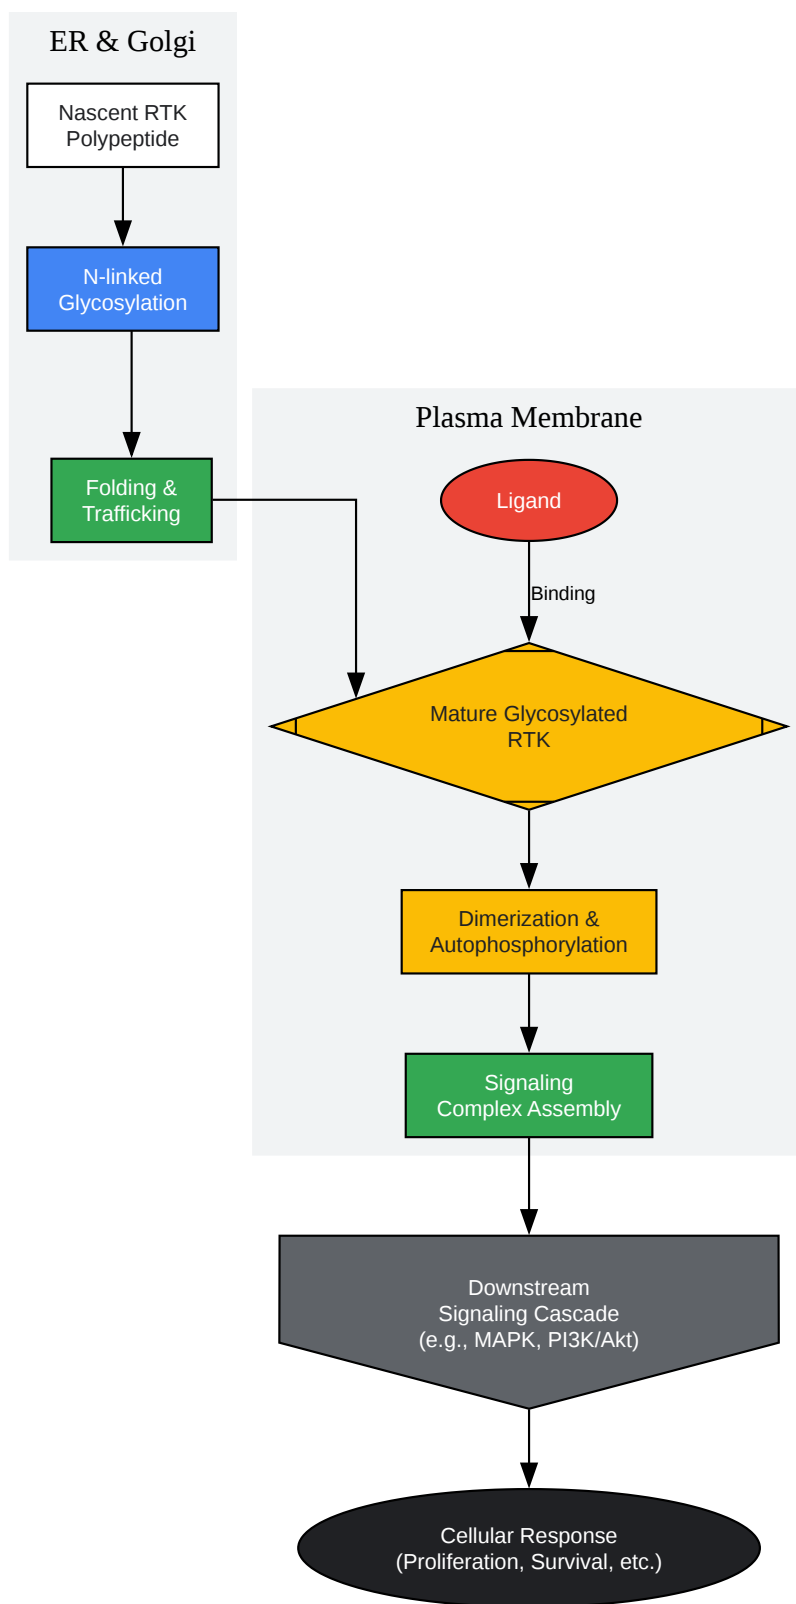 ER & Golgi
Nascent RTK
Polypeptide
N-linked
Glycosylation
Folding &
Trafficking
Plasma Membrane
Ligand
Binding
Mature Glycosylated
RTK
Dimerization &
Autophosphorylation
Signaling
Complex Assembly
Downstream
Signaling Cascade
(e.g., MAPK, PI3K/Akt)
Cellular Response
(Proliferation, Survival, etc.)